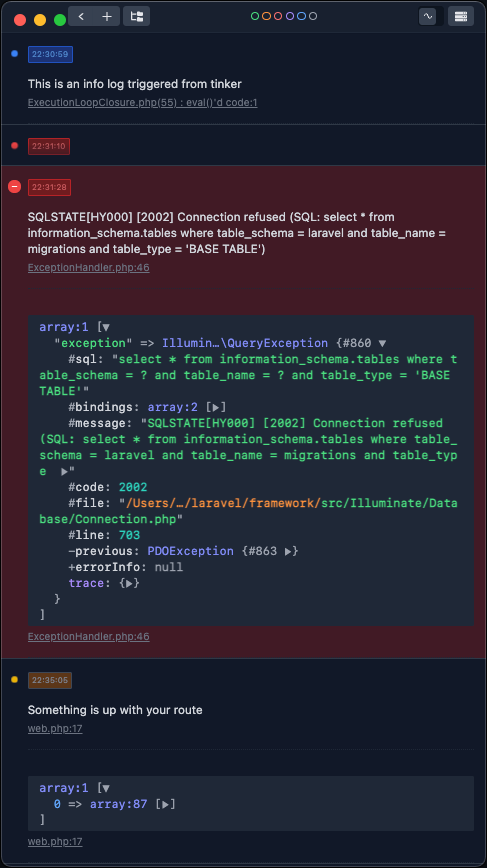 22:30:59
This is an info log triggered from tinker
ExecutionLoopClosure.php(55) : eval()'d code:1
22:31:10
22:31:28
SQLSTATE[HY000] [2002] Connection refused (SQL: select * from
information_schema.tables where table_schema = laravel and table_name =
migrations and table_type = 'BASE TABLE')
ExceptionHandler.php:46
array:1 [▼
"exception" => Illumin…\QueryException {#860 ▼
#sql: "select * from information_schema.tables where t
able_schema = ? and table_name = ? and table_type = 'BASE
TABLE'"
#bindings: array:2 [▶]
#message: "SQLSTATE[HY000] [2002] Connection refused
(SQL: select * from information_schema.tables where table_
schema = laravel and table_name = migrations and table_typ
e ▶"
#code: 2002
#file: "/Users/…/laravel/framework/src/Illuminate/Data
base/Connection.php"
#line: 703
-previous: PDOException {#863 ▶}
+errorInfo: null
trace: {▶}
}
]
ExceptionHandler.php:46
22:35:05
Something is up with your route
web.php:17
array:1 [▼
0 => array:87 [▶]
]
web.php:17